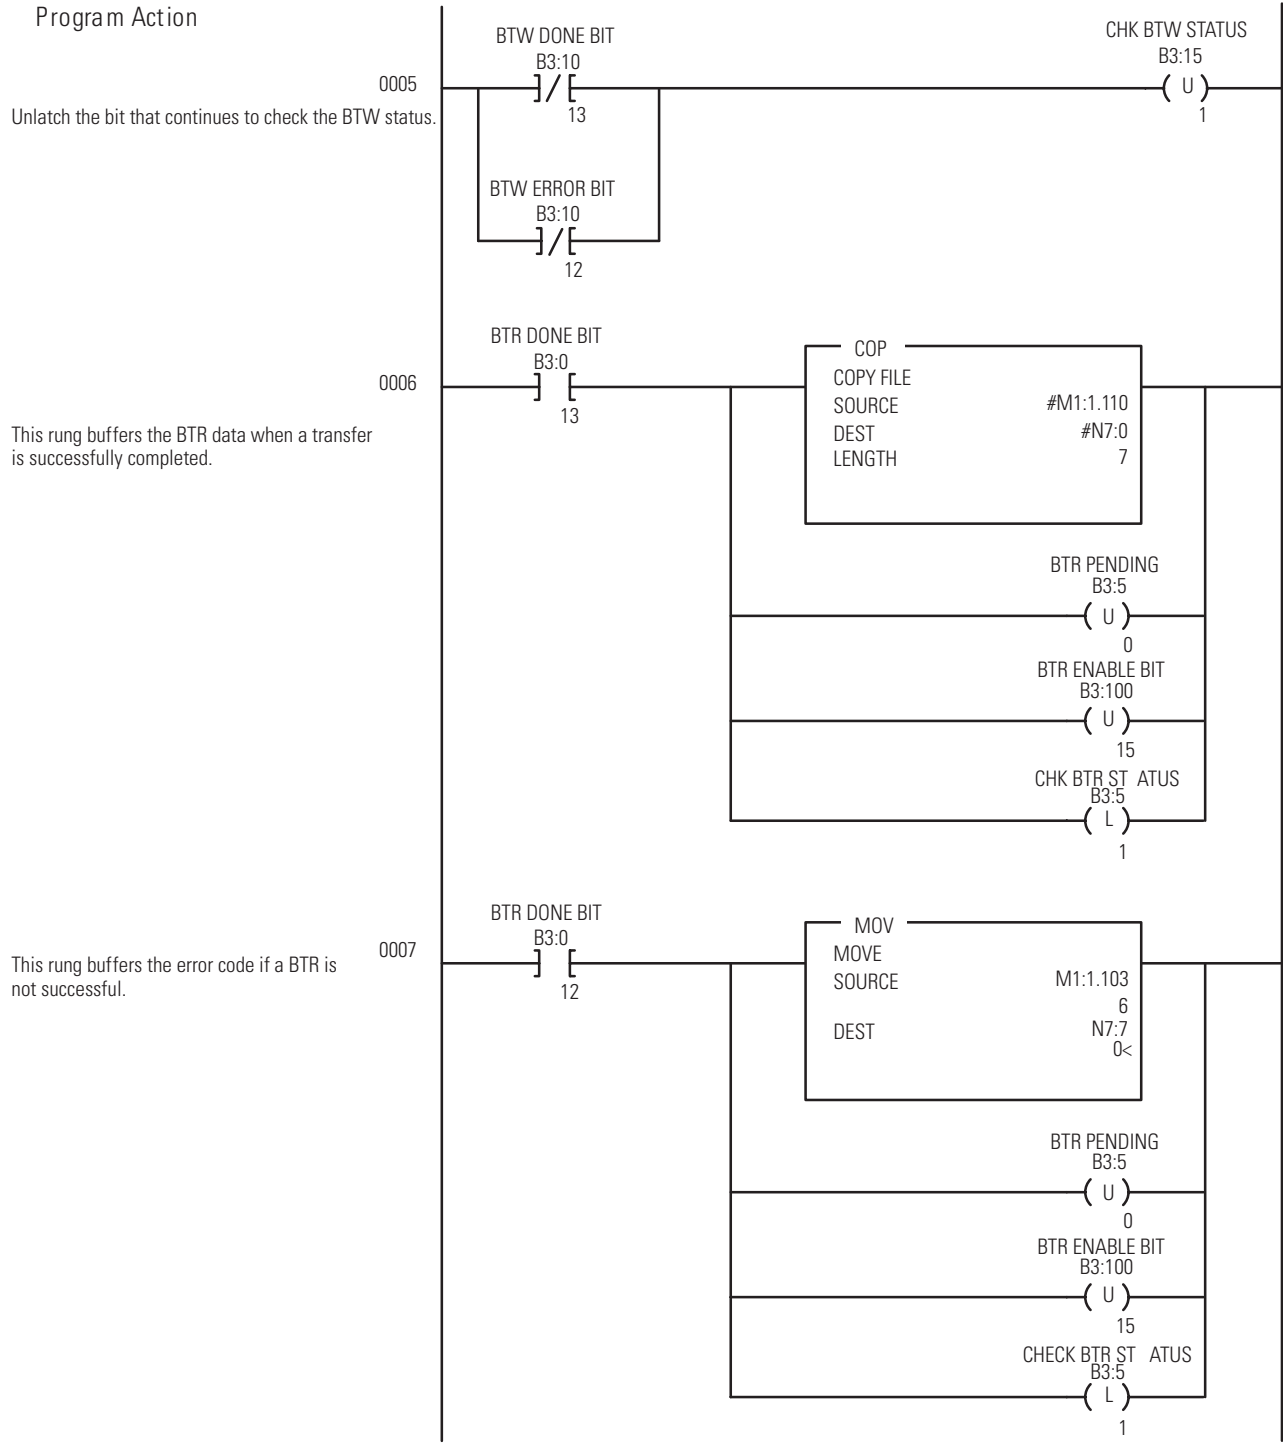 Program Action
BTW DONE BIT
B3:10
13
CHK BTW STATUS
B3:15
U
1
0005
Unlatch the bit that continues to check the BTW status.
BTW ERROR BIT
B3:10
12
BTR DONE BIT
B3:0
13
0006
This rung buffers the BTR data when a transfer
is successfully completed.
COP
COPY FILE
SOURCE #M1:1.110
DEST #N7:0
LENGTH 7
BTR PENDING
B3:5
U
0
BTR ENABLE BIT
B3:100
U
15
CHK BTR ST ATUS
B3:5
L
1
BTR DONE BIT
B3:0
12
0007
This rung buffers the error code if a BTR is
not successful.
MOV
MOVE
SOURCE M1:1.103
6
DEST N7:7
0<
BTR PENDING
B3:5
U
0
BTR ENABLE BIT
B3:100
U
15
CHECK BTR ST ATUS
B3:5
L
1